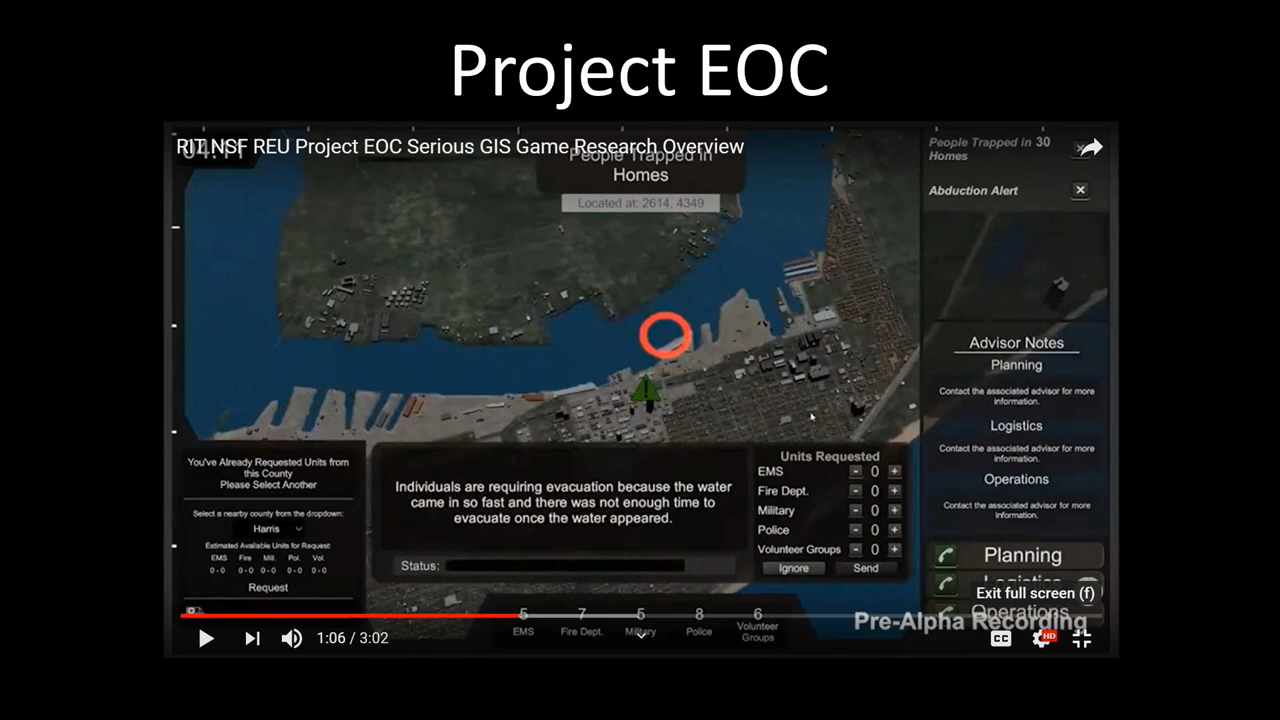 Project EOC
RIT NSF REU Project EOC Serious GIS Game Research Overview
People Trapped in
Homes
Located at: 2614, 4349
People Trapped in 30
Homes
Abduction Alert
Advisor Notes
Planning
Contact the associated advisor for more
information.
Logistics
Contact the associated advisor for more
information.
Operations
Contact the associated advisor for more
information.
You've Already Requested Units from
this County
Please Select Another
Select a nearby county from the dropdown:
Harris
Estimated Available Units for Request:
EMS Fire Mil. Pol. Vol.
0-0 0-0 0-0 0-0 0-0
Request
Individuals are requiring evacuation because the water
came in so fast and there was not enough time to
evacuate once the water appeared.
Status:
Units Requested
EMS - 0 +
Fire Dept. - 0 +
Military - 0 +
Police - 0 +
Volunteer Groups - 0 +
Ignore Send
Planning
Logistics
Exit full screen (f)
Operations
Pre-Alpha Recording
5 7 5 8 6
EMS Fire Dept. Military Police Volunteer
Groups
1:06 / 3:02
CC HD